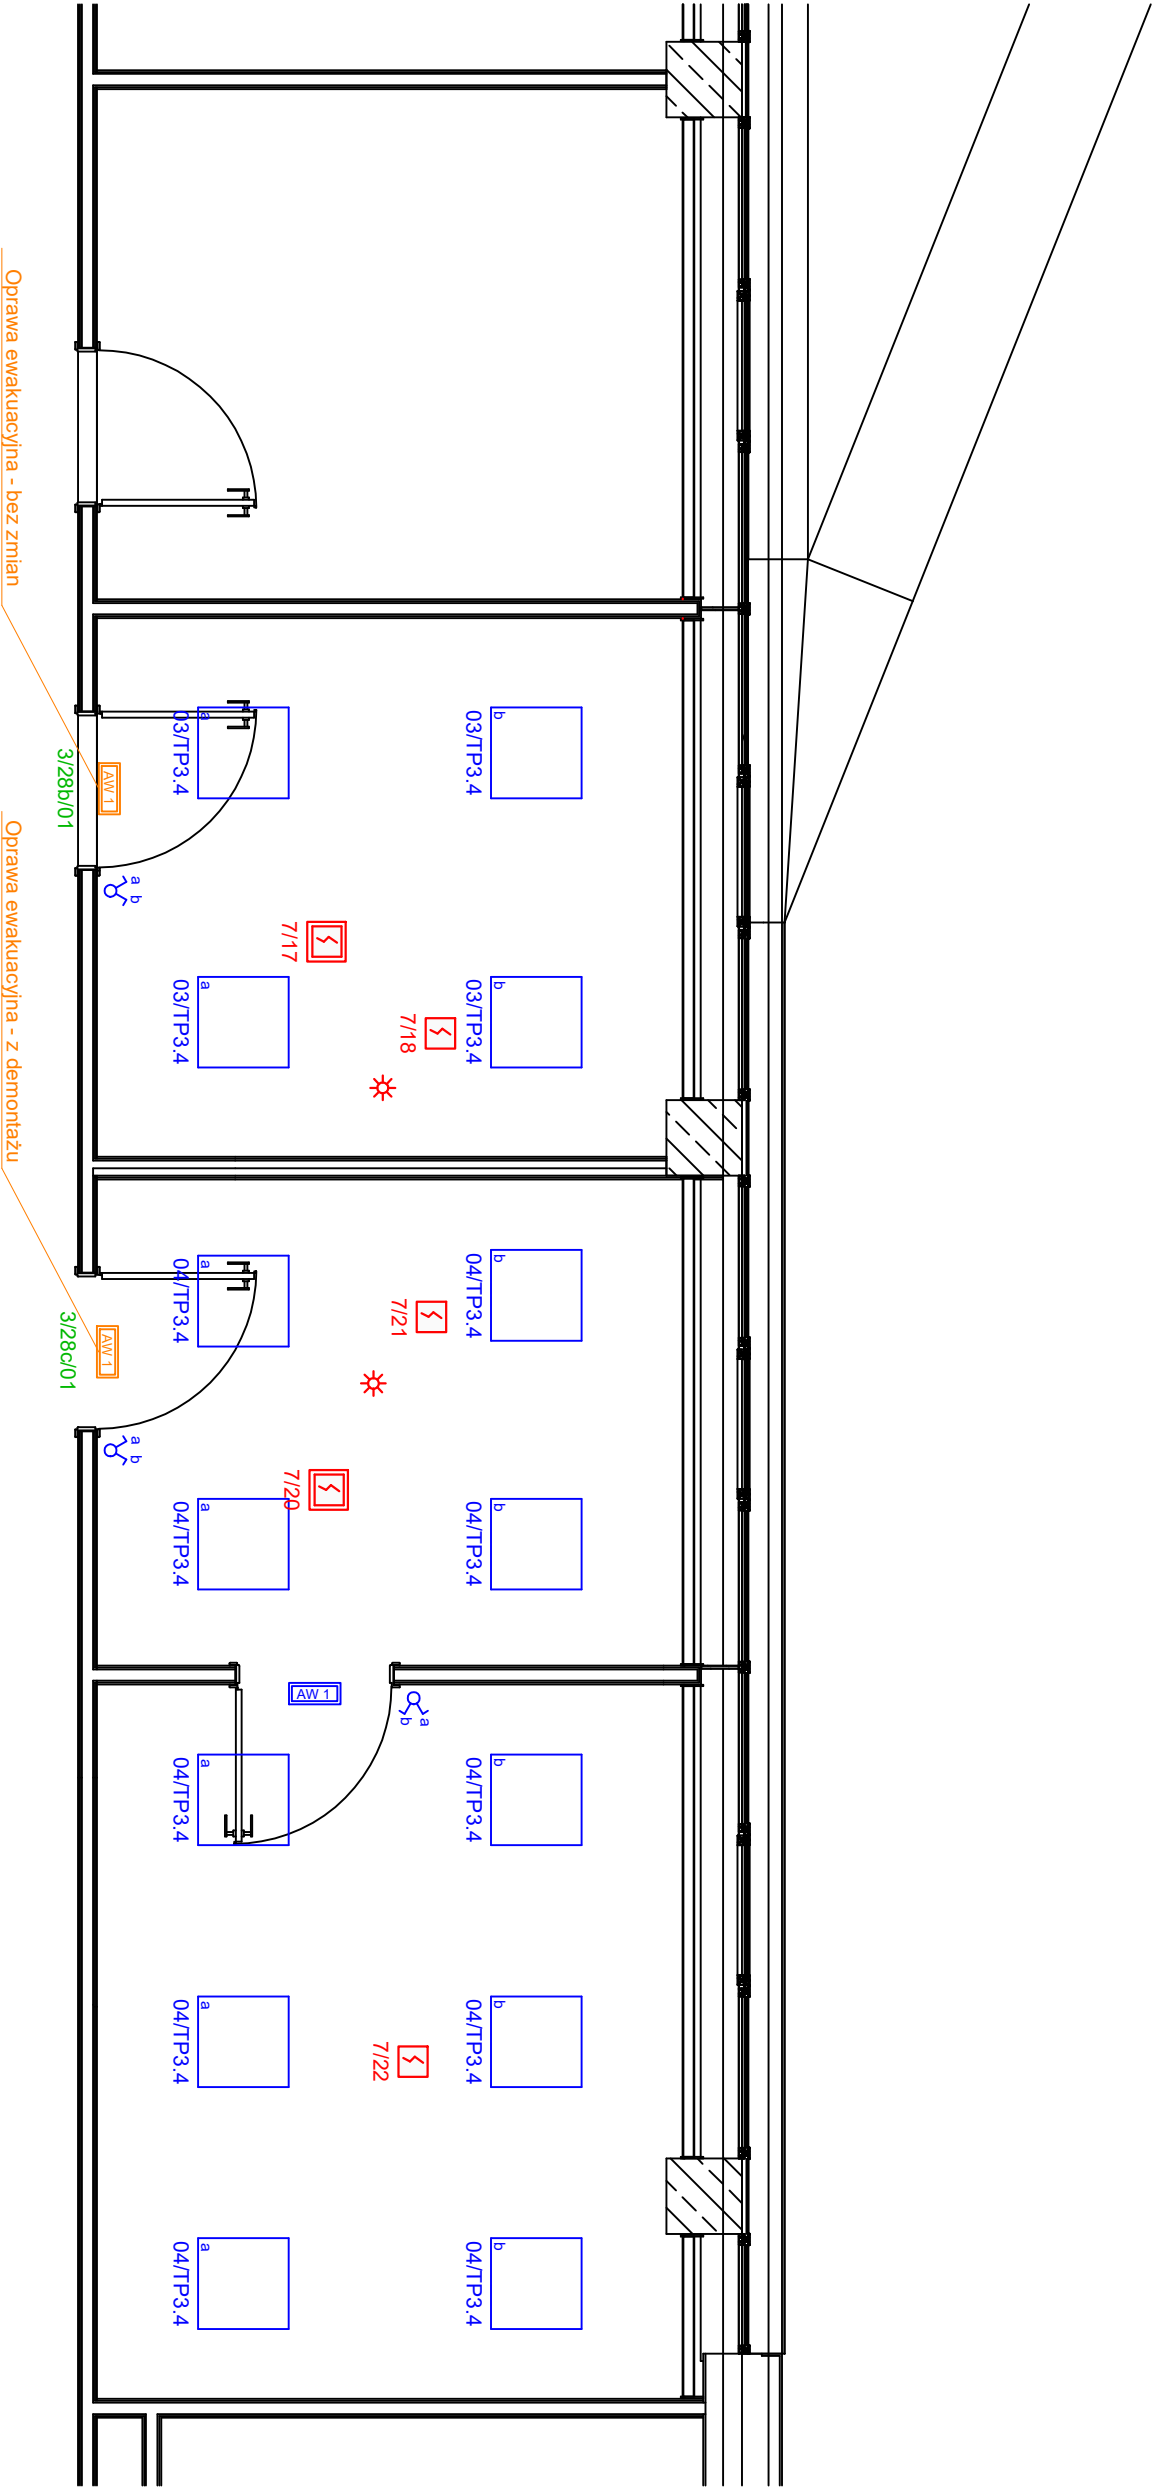 b
03/TP3.4
b
03/TP3.4
b
04/TP3.4
b
04/TP3.4
b
04/TP3.4
b
04/TP3.4
b
04/TP3.4
7/18
7/21
a
b
7/22
7/17
7/20
AW 1
a
03/TP3.4
a
03/TP3.4
a
04/TP3.4
a
04/TP3.4
a
04/TP3.4
a
04/TP3.4
a
04/TP3.4
a b
a b
AW 1
AW 1
3/28b/01
3/28c/01
Oprawa ewakuacyjna - bez zmian
Oprawa ewakuacyjna - z demontażu